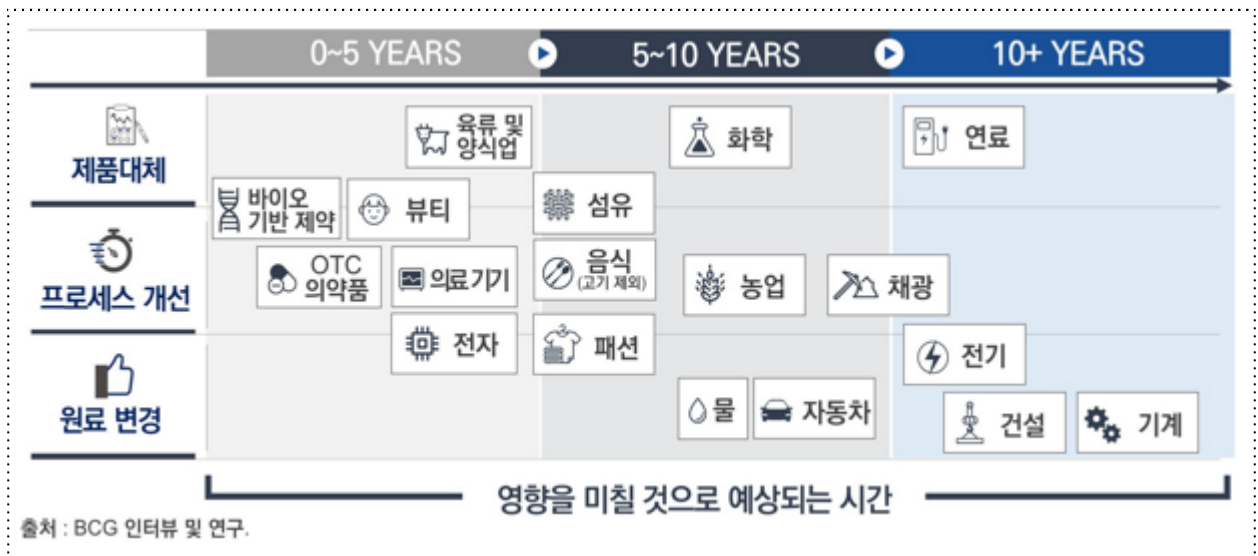 0~5 YEARS
5~10 YEARS
10+ YEARS
제품대체
육류 및
양식업
화학
연료
바이오
기반 제약
뷰티
섬유
프로세스 개선
OTC
의약품
의료기기
음식
(고기 제외)
농업
채광
전자
패션
전기
원료 변경
물
자동차
건설
기계
영향을 미칠 것으로 예상되는 시간
출처 : BCG 인터뷰 및 연구.